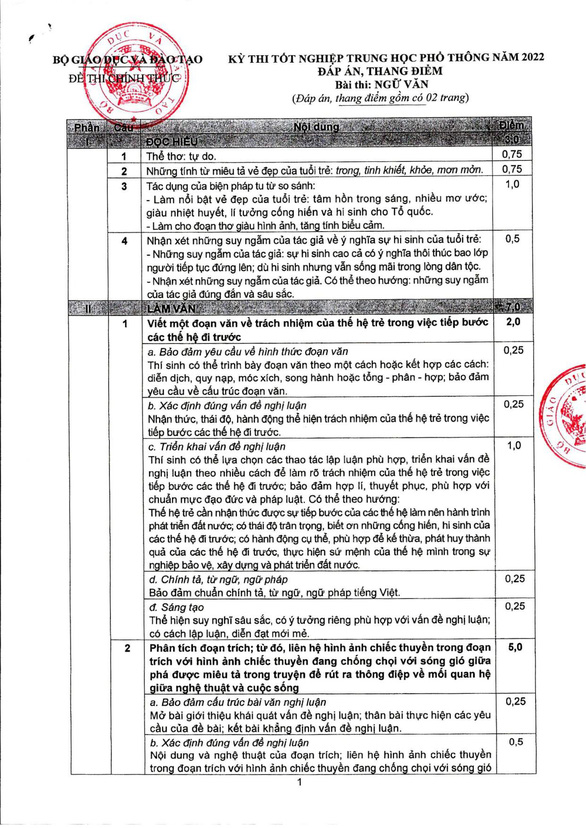 BỘ GIÁO DỤC VÀ ĐÀO TẠO
ĐỀ THI CHÍNH THỨC
KỲ THI TỐT NGHIỆP TRUNG HỌC PHỔ THÔNG NĂM 2022
ĐÁP ÁN, THANG ĐIỂM
Bài thi: NGỮ VĂN
(Đáp án, thang điểm gồm có 02 trang)
Phần Câu Nội dung Điểm
I ĐỌC HIỂU 3,0
1 Thể thơ: tự do. 0,75
2 Những tính từ miêu tả vẻ đẹp của tuổi trẻ: trong, tinh khiết, khỏe, mơn mởn. 0,75
3 Tác dụng của biện pháp tu từ so sánh: 1,0
- Làm nổi bật vẻ đẹp của tuổi trẻ: tâm hồn trong sáng, nhiều mơ ước;
giàu nhiệt huyết, lí tưởng cống hiến và hi sinh cho Tổ quốc.
- Làm cho đoạn thơ giàu hình ảnh, tăng tính biểu cảm.
4 Nhận xét những suy ngẫm của tác giả về ý nghĩa sự hi sinh của tuổi trẻ: 0,5
- Những suy ngẫm của tác giả: sự hi sinh cao cả có ý nghĩa thôi thúc bao lớp
người tiếp tục đứng lên; dù hi sinh nhưng vẫn sống mãi trong lòng dân tộc.
- Nhận xét những suy ngẫm của tác giả. Có thể theo hướng: những suy ngẫm
của tác giả đúng đắn và sâu sắc.
II LÀM VĂN 7,0
1 Viết một đoạn văn về trách nhiệm của thế hệ trẻ trong việc tiếp bước 2,0
các thế hệ đi trước
a. Bảo đảm yêu cầu về hình thức đoạn văn 0,25
Thí sinh có thể trình bày đoạn văn theo một cách hoặc kết hợp các cách:
diễn dịch, quy nạp, móc xích, song hành hoặc tổng - phân - hợp; bảo đảm
yêu cầu về cấu trúc đoạn văn.
b. Xác định đúng vấn đề nghị luận 0,25
Nhận thức, thái độ, hành động thể hiện trách nhiệm của thế hệ trẻ trong việc
tiếp bước các thế hệ đi trước.
c. Triển khai vấn đề nghị luận 1,0
Thí sinh có thể lựa chọn các thao tác lập luận phù hợp, triển khai vấn đề
nghị luận theo nhiều cách để làm rõ trách nhiệm của thế hệ trẻ trong việc
tiếp bước các thế hệ đi trước; bảo đảm hợp lí, thuyết phục, phù hợp với
chuẩn mực đạo đức và pháp luật. Có thể theo hướng:
Thế hệ trẻ cần nhận thức được sự tiếp bước của các thế hệ làm nên hành trình
phát triển đất nước; có thái độ trân trọng, biết ơn những cống hiến, hi sinh của
các thế hệ đi trước; có hành động cụ thể, phù hợp để kế thừa, phát huy thành
quả của các thế hệ đi trước, thực hiện sứ mệnh của thế hệ mình trong sự
nghiệp bảo vệ, xây dựng và phát triển đất nước.
d. Chính tả, từ ngữ, ngữ pháp 0,25
Bảo đảm chuẩn chính tả, từ ngữ, ngữ pháp tiếng Việt.
đ. Sáng tạo 0,25
Thể hiện suy nghĩ sâu sắc, có ý tưởng riêng phù hợp với vấn đề nghị luận;
có cách lập luận, diễn đạt mới mẻ.
2 Phân tích đoạn trích; từ đó, liên hệ hình ảnh chiếc thuyền trong đoạn 5,0
trích với hình ảnh chiếc thuyền đang chống chọi với sóng gió giữa
phá được miêu tả trong truyện để rút ra thông điệp về mối quan hệ
giữa nghệ thuật và cuộc sống
a. Bảo đảm cấu trúc bài văn nghị luận 0,25
Mở bài giới thiệu khái quát vấn đề nghị luận; thân bài thực hiện các yêu
cầu của đề bài; kết bài khẳng định vấn đề nghị luận.
b. Xác định đúng vấn đề nghị luận 0,5
Nội dung và nghệ thuật của đoạn trích; liên hệ hình ảnh chiếc thuyền
trong đoạn trích với hình ảnh chiếc thuyền đang chống chọi với sóng gió
1